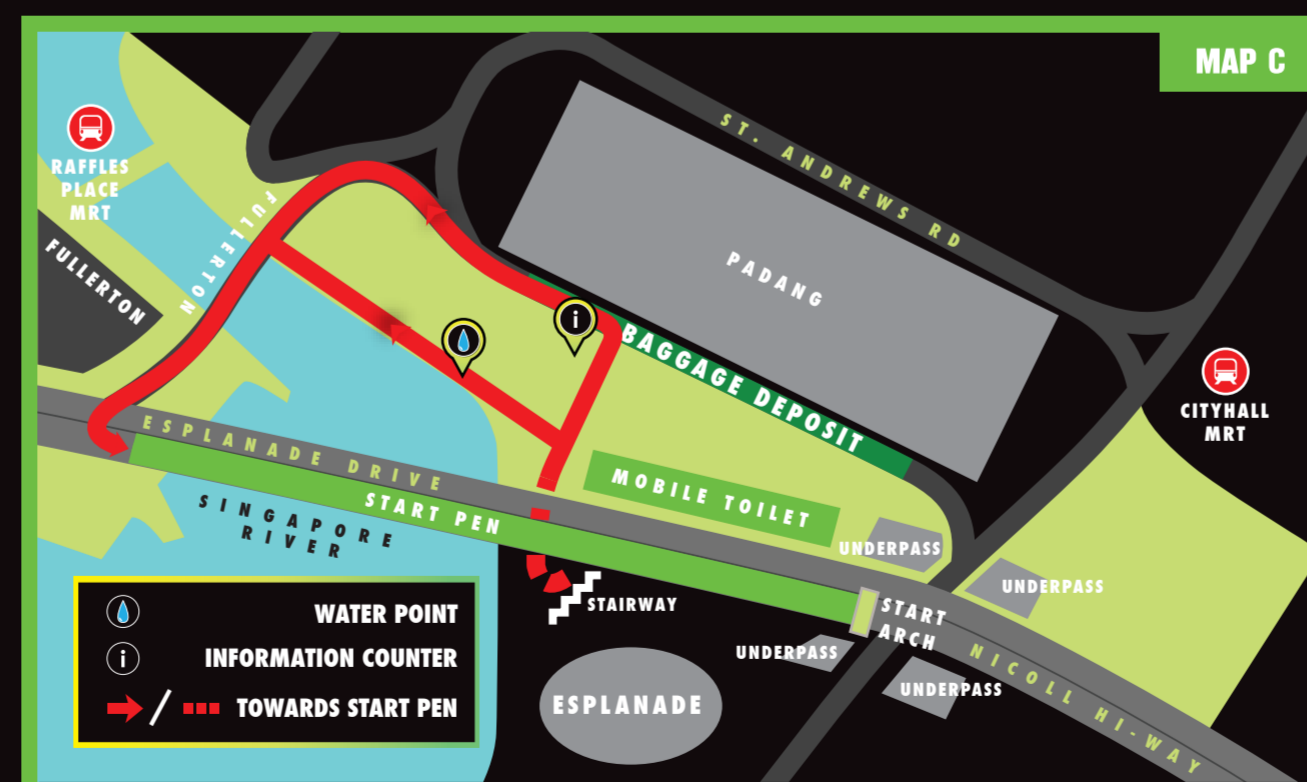 MAP C
RAFFLES
PLACE
MRT
FULLERTON
FULLERTON
ST. ANDREWS RD
PADANG
i
BAGGAGE DEPOSIT
CITYHALL
MRT
ESPLANADE DRIVE
START PEN
MOBILE TOILET
SINGAPORE
RIVER
UNDERPASS
UNDERPASS
STAIRWAY
START
ARCH
UNDERPASS
UNDERPASS
NICOLL HI-WAY
ESPLANADE
WATER POINT
i INFORMATION COUNTER
/ TOWARDS START PEN